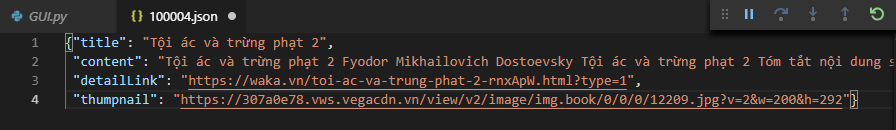 GUI.py
{} 100004.json
1 {"title": "Tội ác và trừng phạt 2",
2 "content": "Tội ác và trừng phạt 2 Fyodor Mikhailovich Dostoevsky Tội ác và trừng phạt 2 Tóm tắt nội dung s
3 "detailLink": "https://waka.vn/toi-ac-va-trung-phat-2-rnxApW.html?type=1",
4 "thumpnail": "https://307a0e78.vws.vegacdn.vn/view/v2/image/img.book/0/0/0/12209.jpg?v=2&w=200&h=292"}